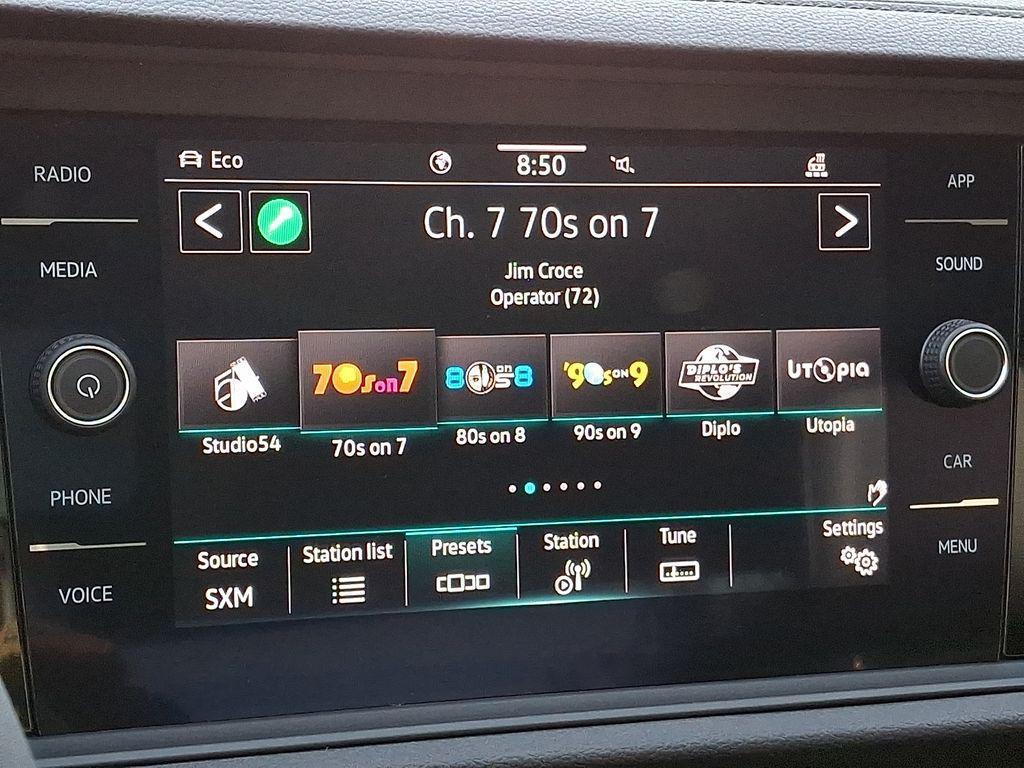 Eco
8:50
RADIO
MEDIA
PHONE
VOICE
APP
SOUND
CAR
MENU
Ch. 7 70s on 7
Jim Croce
Operator (72)
70s on 7
8 on 8
'90s ON 9
DIPLO'S
REVOLUTION
UTOPIA
Studio54
70s on 7
80s on 8
90s on 9
Diplo
Utopia
Source
SXM
Station list
Presets
Station
Tune
Settings